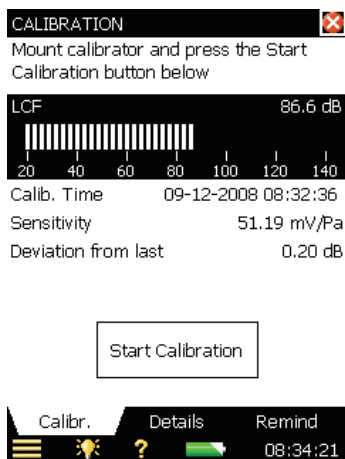 CALIBRATION
Mount calibrator and press the Start
Calibration button below
LCF 86.6 dB
20 40 60 80 100 120 140
Calib. Time 09-12-2008 08:32:36
Sensitivity 51.19 mV/Pa
Deviation from last 0.20 dB
Start Calibration
Calibr. Details Remind
? 08:34:21